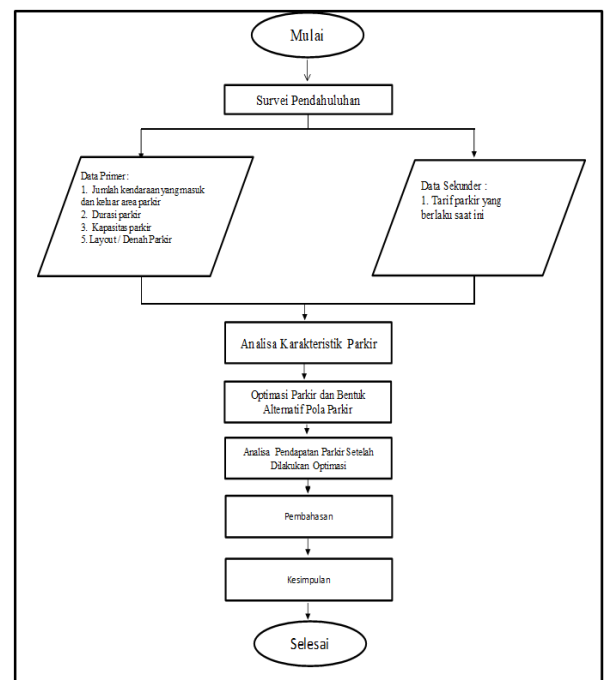 Mulai
Survei Pendahuluhan
Data Primer :
1. Jumlah kendaraan yang masuk
dan keluar area parkir
2. Durasi parkir
3. Kapasitas parkir
5. Layout / Denah Parkir
Data Sekunder :
1. Tarif parkir yang
berlaku saat ini
Analisa Karakteristik Parkir
Optimasi Parkir dan Bentuk
Alternatif Pola Parkir
Analisa Pendapatan Parkir Setelah
Dilakukan Optimasi
Pembahasan
Kesimpulan
Selesai